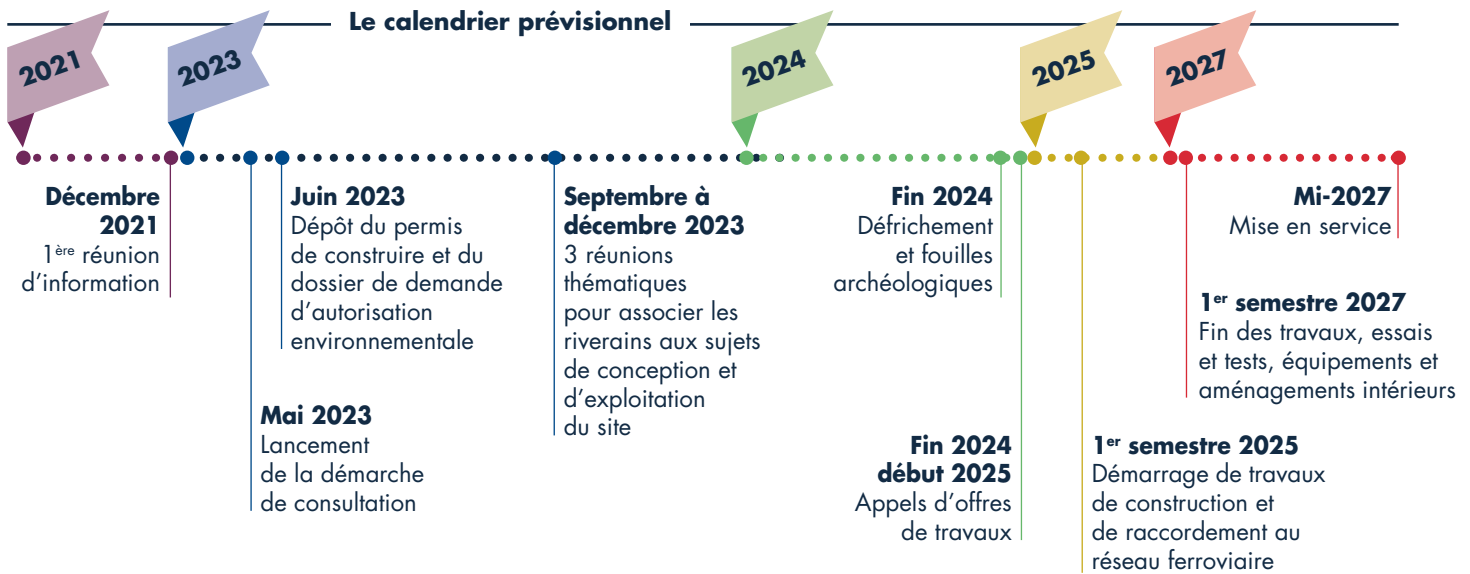 Le calendrier prévisionnel
2021
2023
2024
2025
2027
Décembre
2021
1ère réunion
d’information
Mai 2023
Lancement
de la démarche
de consultation
Juin 2023
Dépôt du permis
de construire et du
dossier de demande
d’autorisation
environnementale
Septembre à
décembre 2023
3 réunions
thématiques
pour associer les
riverains aux sujets
de conception et
d’exploitation
du site
Fin 2024
Défrichement
et fouilles
archéologiques
Fin 2024
début 2025
Appels d’offres
de travaux
1er semestre 2025
Démarrage de travaux
de construction et
de raccordement au
réseau ferroviaire
1er semestre 2027
Fin des travaux, essais
et tests, équipements et
aménagements intérieurs
Mi-2027
Mise en service